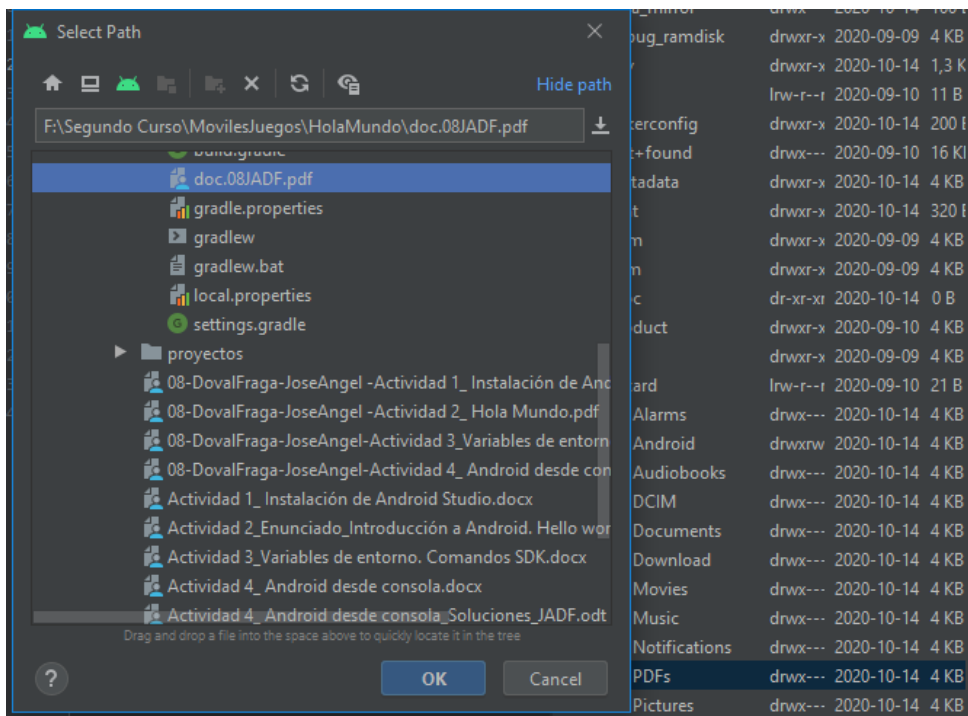 Select Path
Hide path
F:\Segundo Curso\MovilesJuegos\HolaMundo\doc.08JADF.pdf
build.gradle
doc.08JADF.pdf
gradle.properties
gradlew
gradlew.bat
local.properties
settings.gradle
proyectos
08-DovalFraga-JoseAngel -Actividad 1_ Instalación de And
08-DovalFraga-JoseAngel -Actividad 2_ Hola Mundo.pdf
08-DovalFraga-JoseAngel-Actividad 3_Variables de entorn
08-DovalFraga-JoseAngel-Actividad 4_ Android desde con
Actividad 1_ Instalación de Android Studio.docx
Actividad 2_Enunciado_Introducción a Android. Hello wor
Actividad 3_Variables de entorno. Comandos SDK.docx
Actividad 4_ Android desde consola.docx
Actividad 4_ Android desde consola_Soluciones_JADF.odt
Drag and drop a file into the space above to quickly locate it in the tree
?
OK
Cancel
bug_ramdisk drwxr-x 2020-09-09 4 KB
drwxr-x 2020-10-14 1,3 K
lrw-r--r 2020-09-10 11 B
terconfig drwxr-x 2020-10-14 200 B
t+found drwx--- 2020-09-10 16 KI
tadata drwxr-x 2020-10-14 4 KB
t drwxr-x 2020-10-14 320 B
m drwxr-x 2020-09-09 4 KB
m drwxr-x 2020-09-09 4 KB
c dr-xr-xr 2020-10-14 0 B
duct drwxr-x 2020-09-10 4 KB
drwxr-x 2020-09-09 4 KB
ard lrw-r--r 2020-09-10 21 B
Alarms drwx--- 2020-10-14 4 KB
Android drwxrw 2020-10-14 4 KB
Audiobooks drwx--- 2020-10-14 4 KB
DCIM drwx--- 2020-10-14 4 KB
Documents drwx--- 2020-10-14 4 KB
Download drwx--- 2020-10-14 4 KB
Movies drwx--- 2020-10-14 4 KB
Music drwx--- 2020-10-14 4 KB
Notifications drwx--- 2020-10-14 4 KB
PDFs drwx--- 2020-10-14 4 KB
Pictures drwx--- 2020-10-14 4 KB